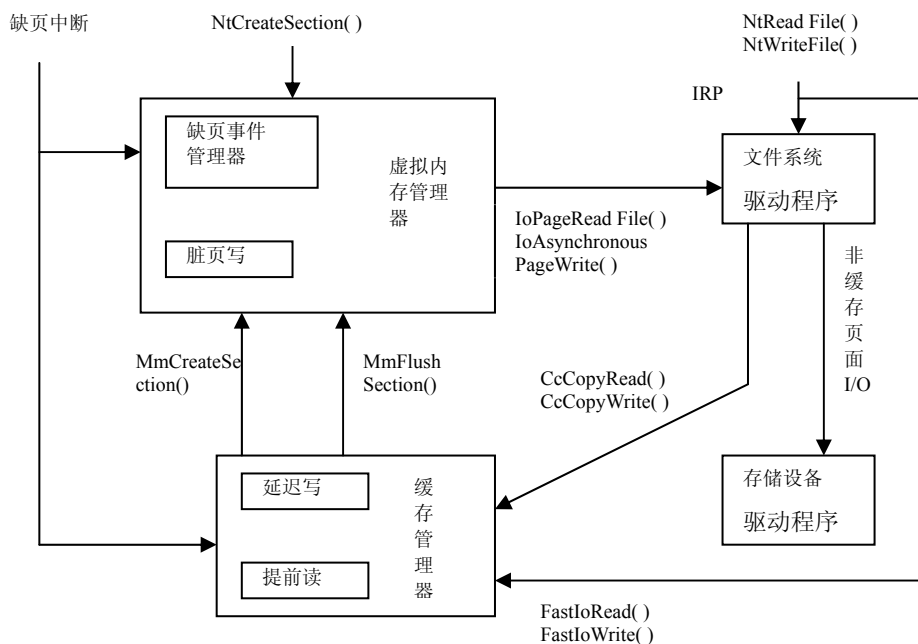 缺页中断
NtCreateSection( )
NtRead File( )
NtWriteFile( )
IRP
缺页事件
管理器
虚拟内
存管理
器
脏页写
文件系统
驱动程序
IoPageRead File( )
IoAsynchronous
PageWrite( )
非
缓
存
页
面
I/O
MmCreateSe
ction()
MmFlush
Section()
CcCopyRead( )
CcCopyWrite( )
延迟写
提前读
缓
存
管
理
器
存储设备
驱动程序
FastIoRead( )
FastIoWrite( )